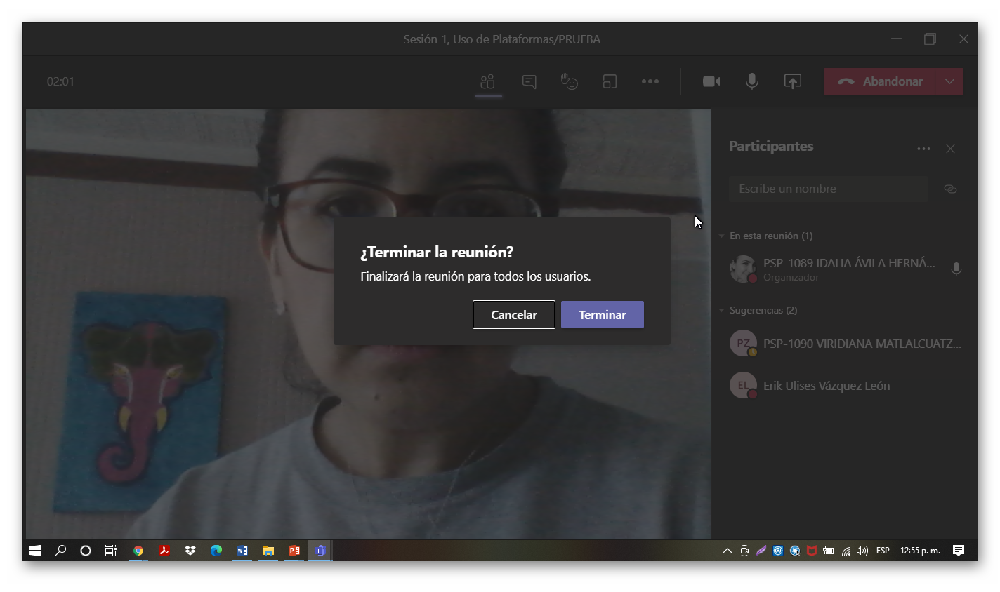 Sesión 1, Uso de Plataformas/PRUEBA
02:01
Abandonar
Participantes
Escribe un nombre
En esta reunión (1)
PSP-1089 IDALIA ÁVILA HERNÁ...
Organizador
Sugerencias (2)
PZ PSP-1090 VIRIDIANA MATLALCUATZ...
EL Erik Ulises Vázquez León
¿Terminar la reunión?
Finalizará la reunión para todos los usuarios.
Cancelar Terminar
ESP 12:55 p. m.